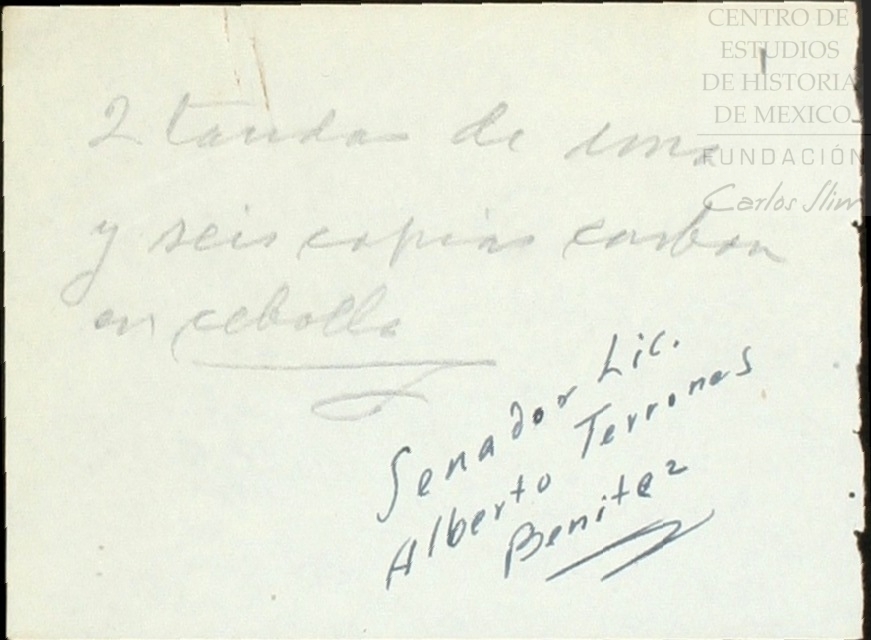 CENTRO DE
ESTUDIOS
DE HISTORIA
DE MEXICO
FUNDACIÓN
Carlos Slim
2 tandas de
y seis copias carbon
en cebolla
Senador Lic.
Alberto Terrones
Benitez